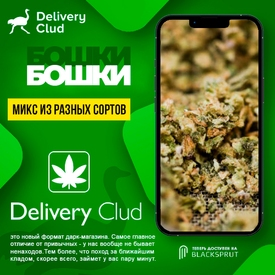 Delivery
Clud
БОШКИ
БОШКИ
МИКС ИЗ РАЗНЫХ СОРТОВ
Delivery Clud
это новый формат дарк-магазина. Самое главное
отличие от привычных - у нас вообще не бывает
ненаходов.Тем более, что поход за ближайшим
кладом, скорее всего, займет у вас пару минут.
ТЕПЕРЬ ДОСТУПЕН НА
BLACKSPRUT